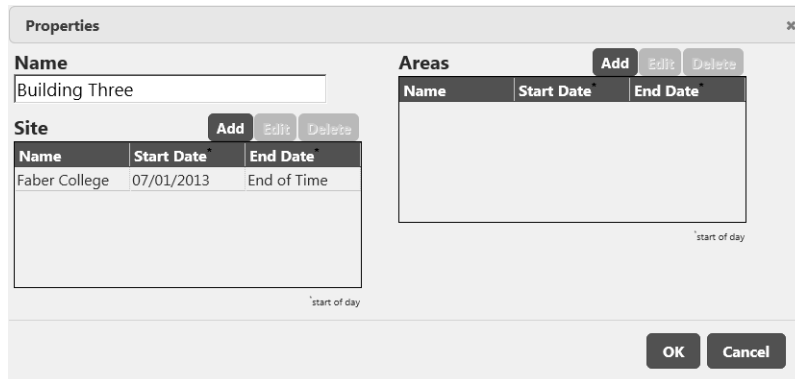 Properties
×
Name
Building Three
Site
Add Edit Delete
Name Start Date* End Date*
Faber College 07/01/2013 End of Time
*start of day
Areas
Add Edit Delete
Name Start Date* End Date*
*start of day
OK Cancel